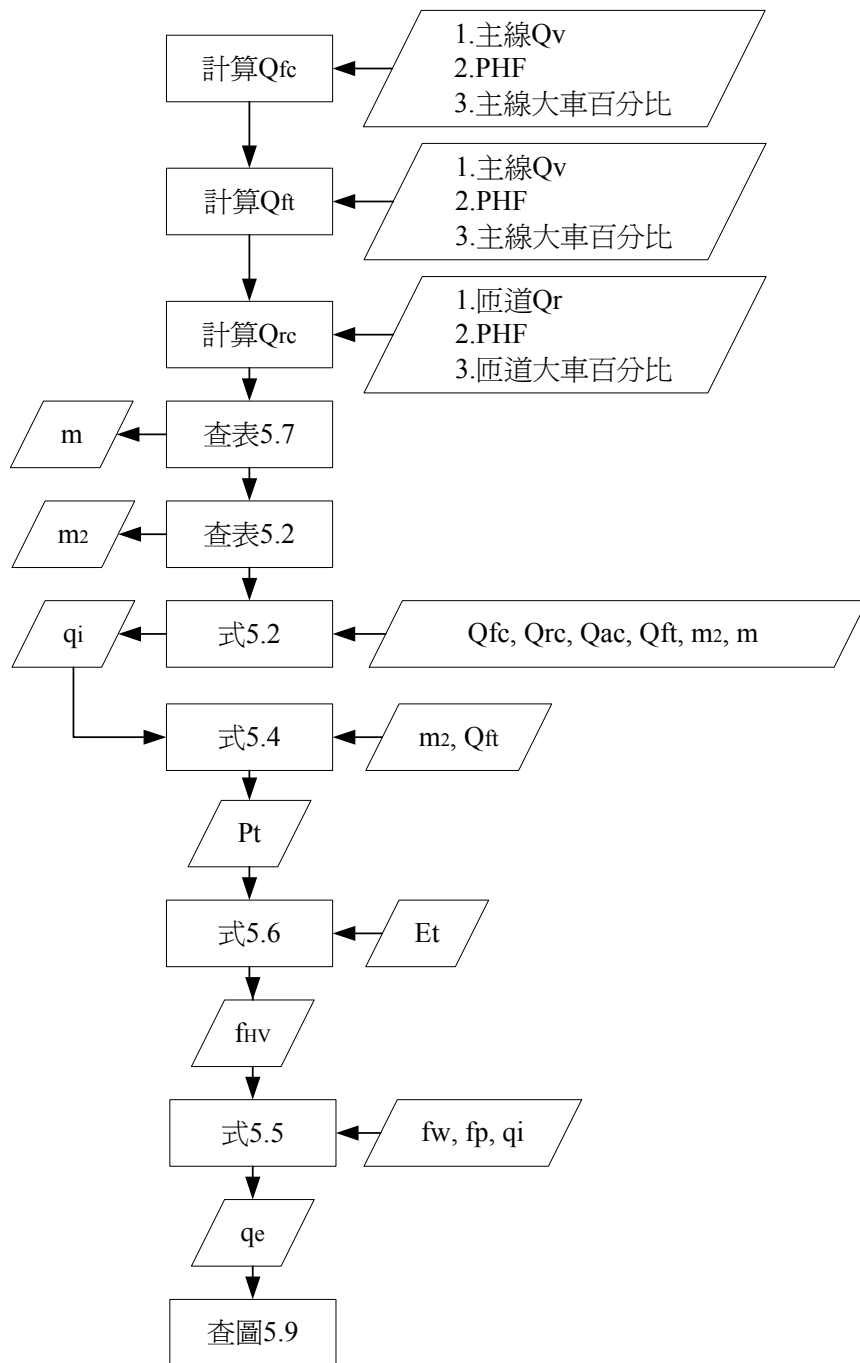 計算Qfc
1.主線Qv
2.PHF
3.主線大車百分比
計算Qft
1.主線Qv
2.PHF
3.主線大車百分比
計算Qrc
1.匝道Qr
2.PHF
3.匝道大車百分比
m
查表5.7
m2
查表5.2
qi
式5.2
Qfc, Qrc, Qac, Qft, m2, m
式5.4
m2, Qft
Pt
式5.6
Et
fHV
式5.5
fw, fp, qi
qe
查圖5.9